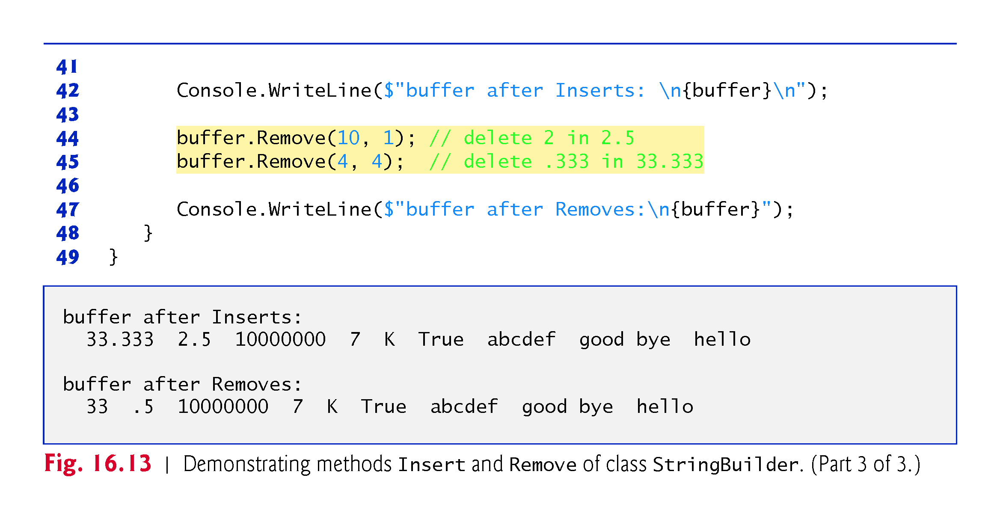 41
42 Console.WriteLine($"buffer after Inserts: \n{buffer}\n");
43
44 buffer.Remove(10, 1); // delete 2 in 2.5
45 buffer.Remove(4, 4);  // delete .333 in 33.333
46
47 Console.WriteLine($"buffer after Removes:\n{buffer}");
48 }
49 }
buffer after Inserts:
  33.333  2.5  10000000  7  K  True  abcdef  good bye  hello
buffer after Removes:
  33  .5  10000000  7  K  True  abcdef  good bye  hello
Fig. 16.13 | Demonstrating methods Insert and Remove of class StringBuilder. (Part 3 of 3.)